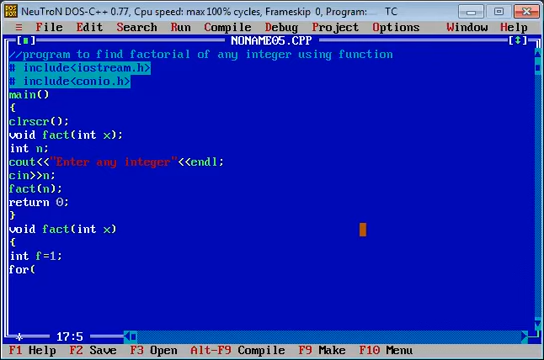 NeuTroN DOS-C++ 0.77, Cpu speed: max 100% cycles, Frameskip 0, Program: TC
≡ File Edit Search Run Compile Debug Project Options Window Help
NONAME05.CPP
//program to find factorial of any integer using function
# include<iostream.h>
# include<conio.h>
main()
{
clrscr();
void fact(int x);
int n;
cout<<"Enter any integer"<<endl;
cin>>n;
fact(n);
return 0;
}
void fact(int x)
{
int f=1;
for(
* 17:5
F1 Help F2 Save F3 Open Alt-F9 Compile F9 Make F10 Menu